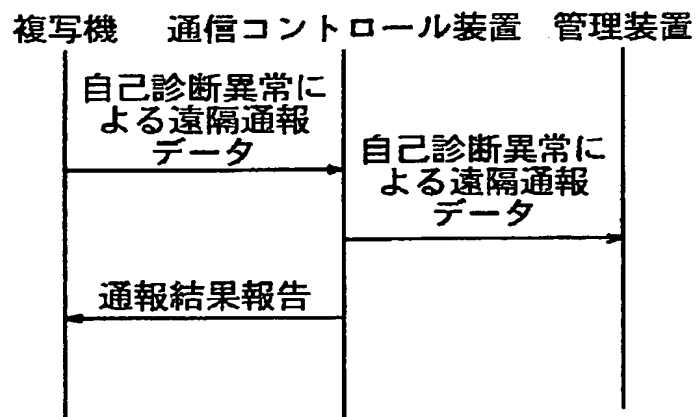 複写機 通信コントロール装置 管理装置
自己診断異常に
よる遠隔通報
データ
自己診断異常に
よる遠隔通報
データ
通報結果報告